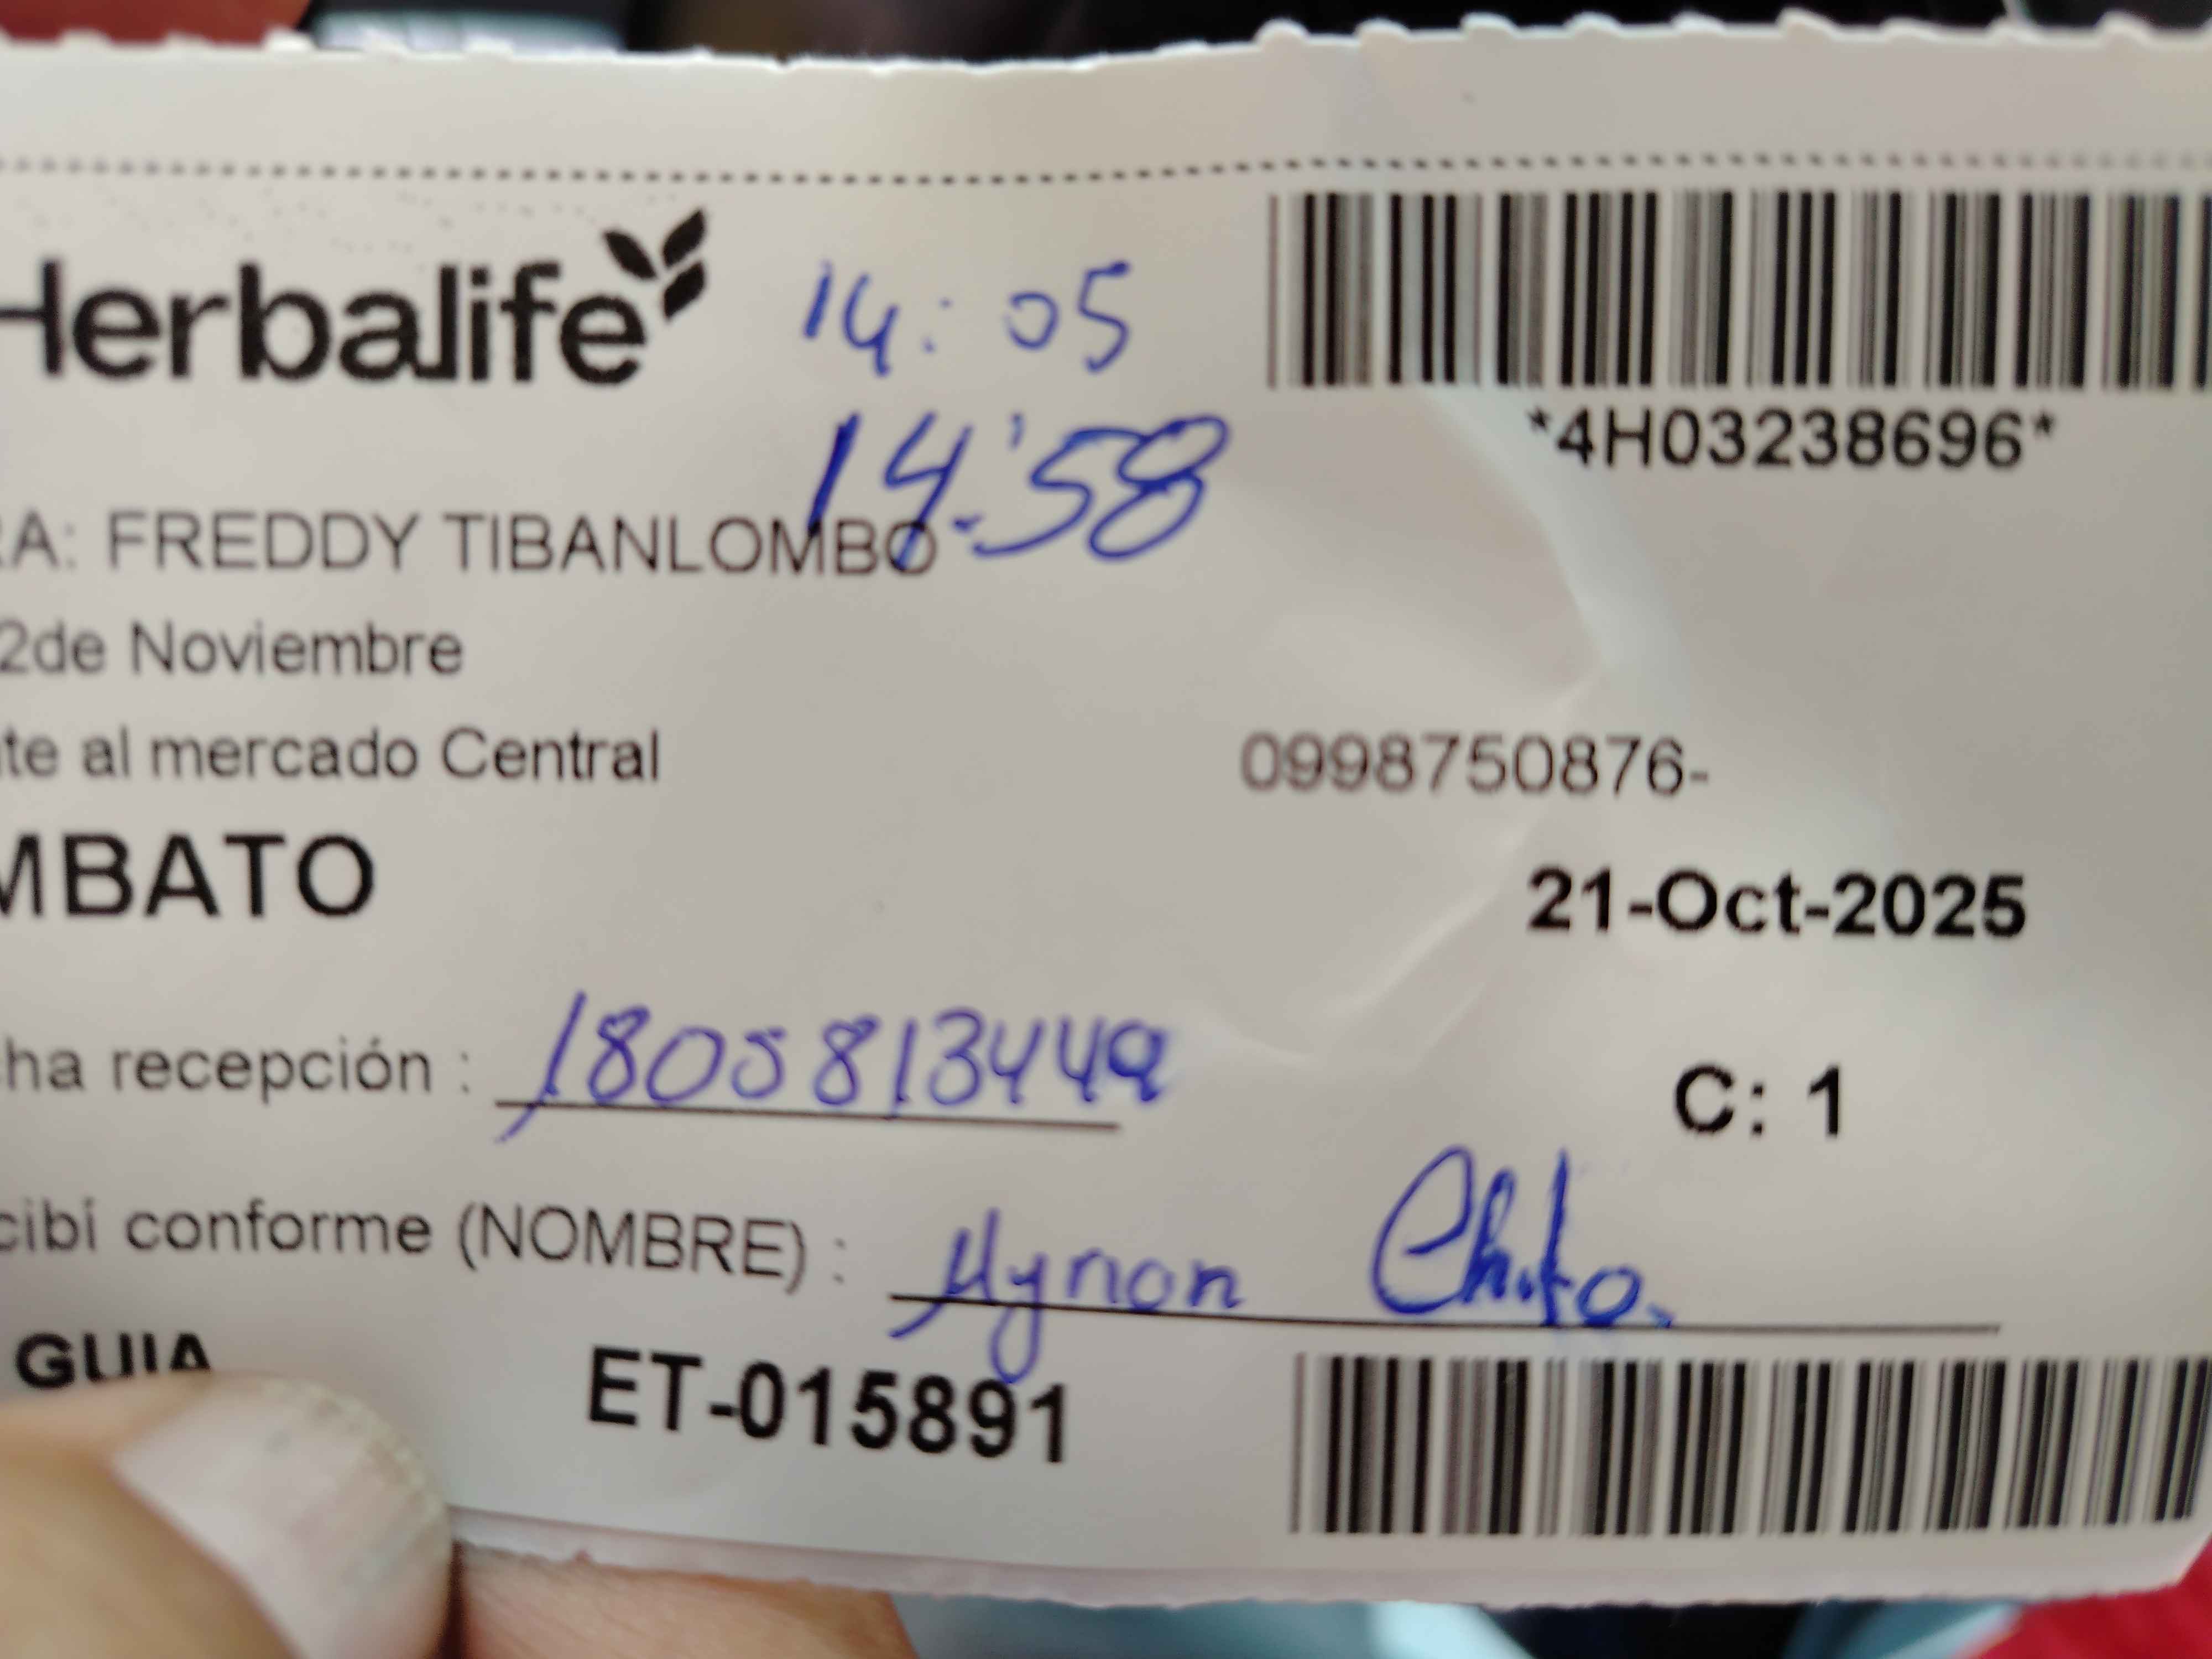 Herbalife 14:05
*4H03238696*
14:58
RA: FREDDY TIBANLOMBO
2de Noviembre
nte al mercado Central 0998750876-
MBATO
21-Oct-2025
cha recepción : 1805813449
C: 1
cibí conforme (NOMBRE) :
GUIA ET-015891